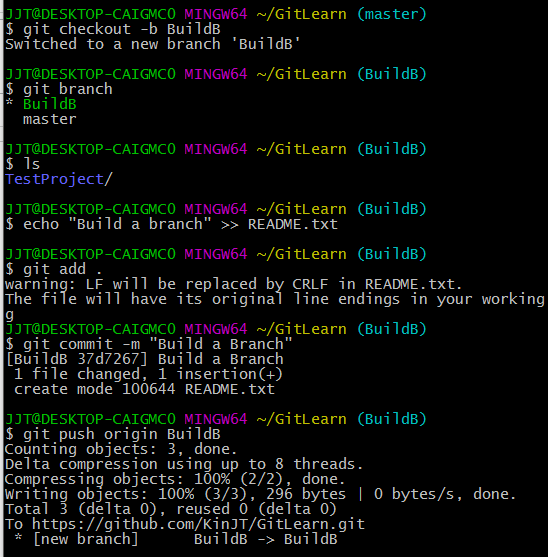 JJT@DESKTOP-CAIGMCO MINGW64 ~/GitLearn (master)
$ git checkout -b BuildB
Switched to a new branch 'BuildB'
JJT@DESKTOP-CAIGMCO MINGW64 ~/GitLearn (BuildB)
$ git branch
* BuildB
  master
JJT@DESKTOP-CAIGMCO MINGW64 ~/GitLearn (BuildB)
$ ls
TestProject/
JJT@DESKTOP-CAIGMCO MINGW64 ~/GitLearn (BuildB)
$ echo "Build a branch" >> README.txt
JJT@DESKTOP-CAIGMCO MINGW64 ~/GitLearn (BuildB)
$ git add .
warning: LF will be replaced by CRLF in README.txt.
The file will have its original line endings in your working
g
JJT@DESKTOP-CAIGMCO MINGW64 ~/GitLearn (BuildB)
$ git commit -m "Build a Branch"
[BuildB 37d7267] Build a Branch
 1 file changed, 1 insertion(+)
 create mode 100644 README.txt
JJT@DESKTOP-CAIGMCO MINGW64 ~/GitLearn (BuildB)
$ git push origin BuildB
Counting objects: 3, done.
Delta compression using up to 8 threads.
Compressing objects: 100% (2/2), done.
Writing objects: 100% (3/3), 296 bytes | 0 bytes/s, done.
Total 3 (delta 0), reused 0 (delta 0)
To https://github.com/KinJT/GitLearn.git
 * [new branch]      BuildB -> BuildB